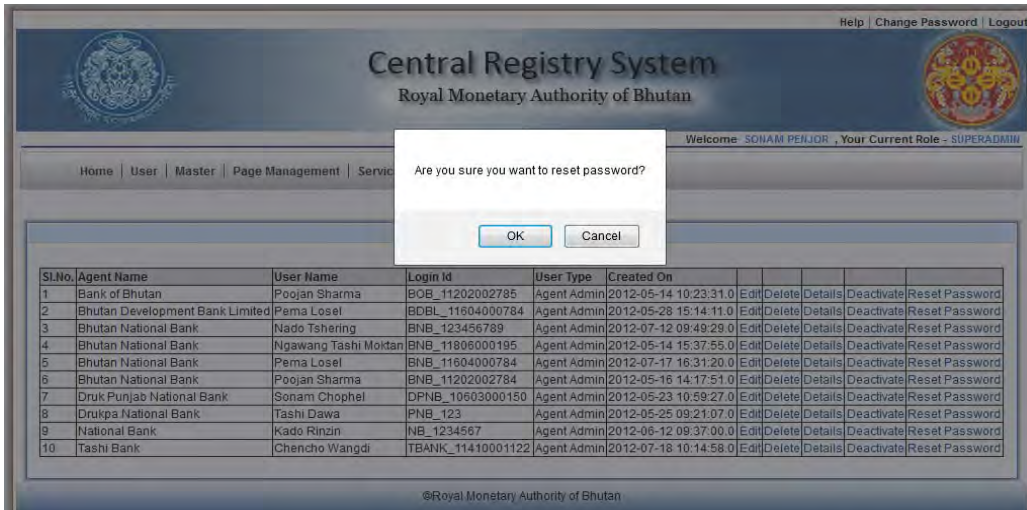 Help | Change Password | Logout
Central Registry System
Royal Monetary Authority of Bhutan
Welcome SONAM PENJOR , Your Current Role - SUPERADMIN
Home | User | Master | Page Management | Servic
Are you sure you want to reset password?
OK Cancel
Sl.No. Agent Name User Name Login Id User Type Created On
1 Bank of Bhutan Poojan Sharma BOB_11202002785 Agent Admin 2012-05-14 10:23:31.0 Edit Delete Details Deactivate Reset Password
2 Bhutan Development Bank Limited Pema Losel BDBL_11604000784 Agent Admin 2012-05-28 15:14:11.0 Edit Delete Details Deactivate Reset Password
3 Bhutan National Bank Nado Tshering BNB_123456789 Agent Admin 2012-07-12 09:49:29.0 Edit Delete Details Deactivate Reset Password
4 Bhutan National Bank Ngawang Tashi Moktan BNB_11806000195 Agent Admin 2012-05-14 15:37:55.0 Edit Delete Details Deactivate Reset Password
5 Bhutan National Bank Pema Losel BNB_11604000784 Agent Admin 2012-07-17 16:31:20.0 Edit Delete Details Deactivate Reset Password
6 Bhutan National Bank Poojan Sharma BNB_11202002784 Agent Admin 2012-05-16 14:17:51.0 Edit Delete Details Deactivate Reset Password
7 Druk Punjab National Bank Sonam Chophel DPNB_10603000150 Agent Admin 2012-05-23 10:59:27.0 Edit Delete Details Deactivate Reset Password
8 Drukpa National Bank Tashi Dawa PNB_123 Agent Admin 2012-05-25 09:21:07.0 Edit Delete Details Deactivate Reset Password
9 National Bank Kado Rinzin NB_1234567 Agent Admin 2012-06-12 09:37:00.0 Edit Delete Details Deactivate Reset Password
10 Tashi Bank Chencho Wangdi TBANK_11410001122 Agent Admin 2012-07-18 10:14:58.0 Edit Delete Details Deactivate Reset Password
©Royal Monetary Authority of Bhutan